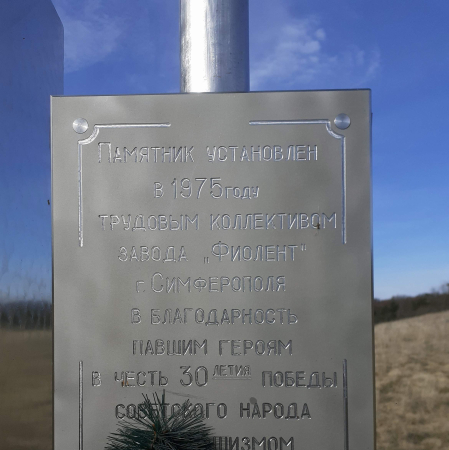 Памятник установлен
в 1975 году
трудовым коллективом
завода „Фиолент"
г. Симферополя
в благодарность
павшим героям
в честь 30 летия победы
советского народа